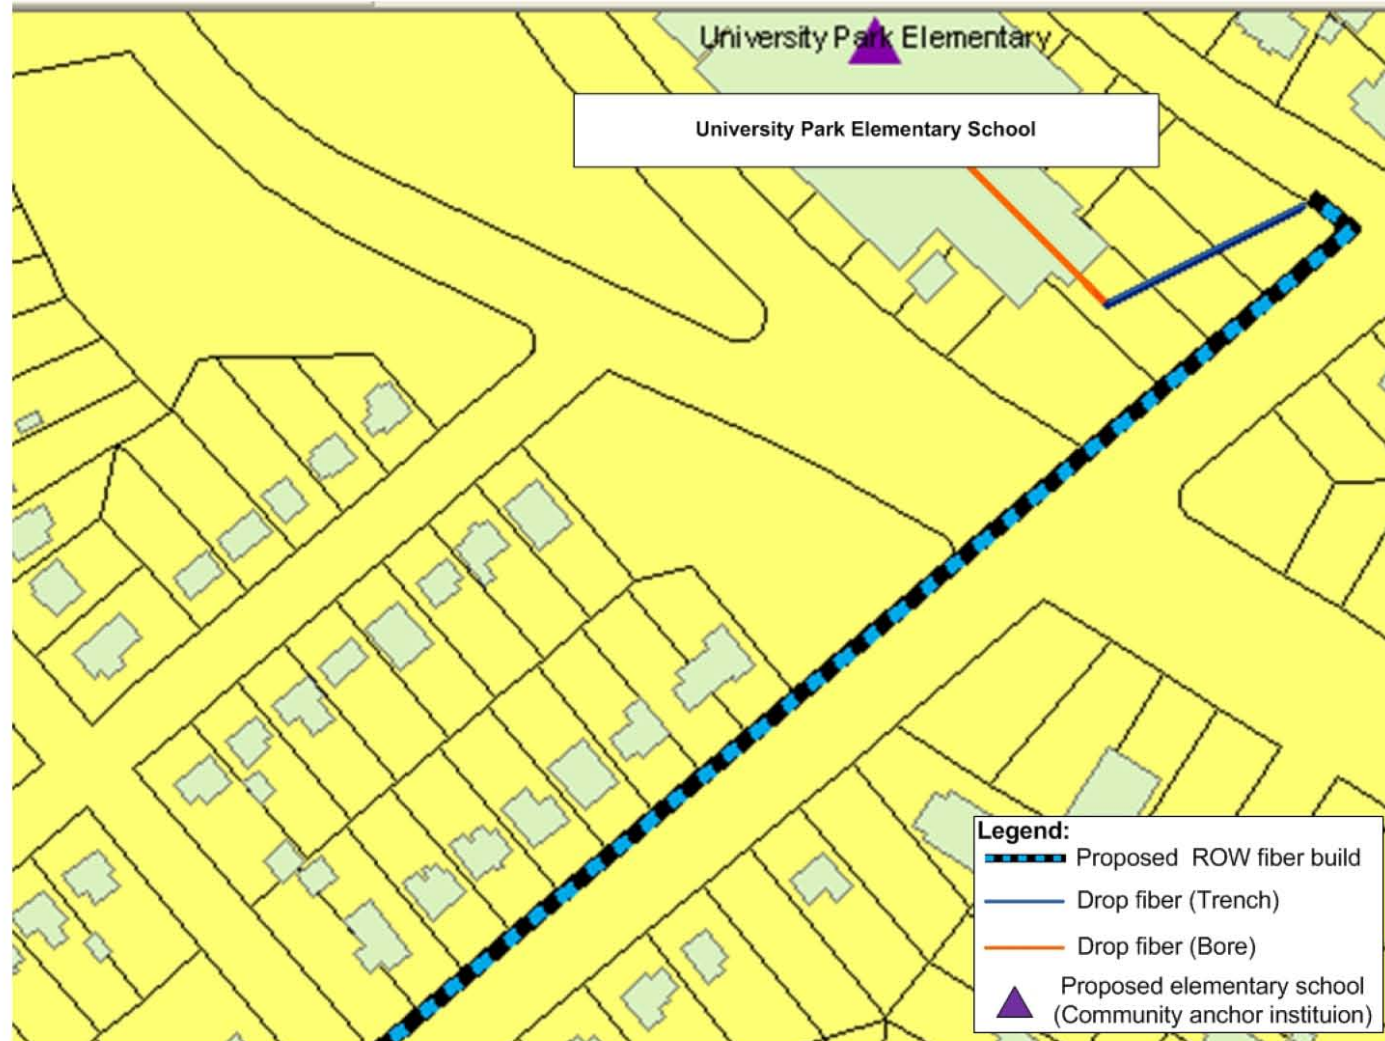 University Park Elementary
University Park Elementary School
Legend:
Proposed ROW fiber build
Drop fiber (Trench)
Drop fiber (Bore)
Proposed elementary school
(Community anchor instituion)